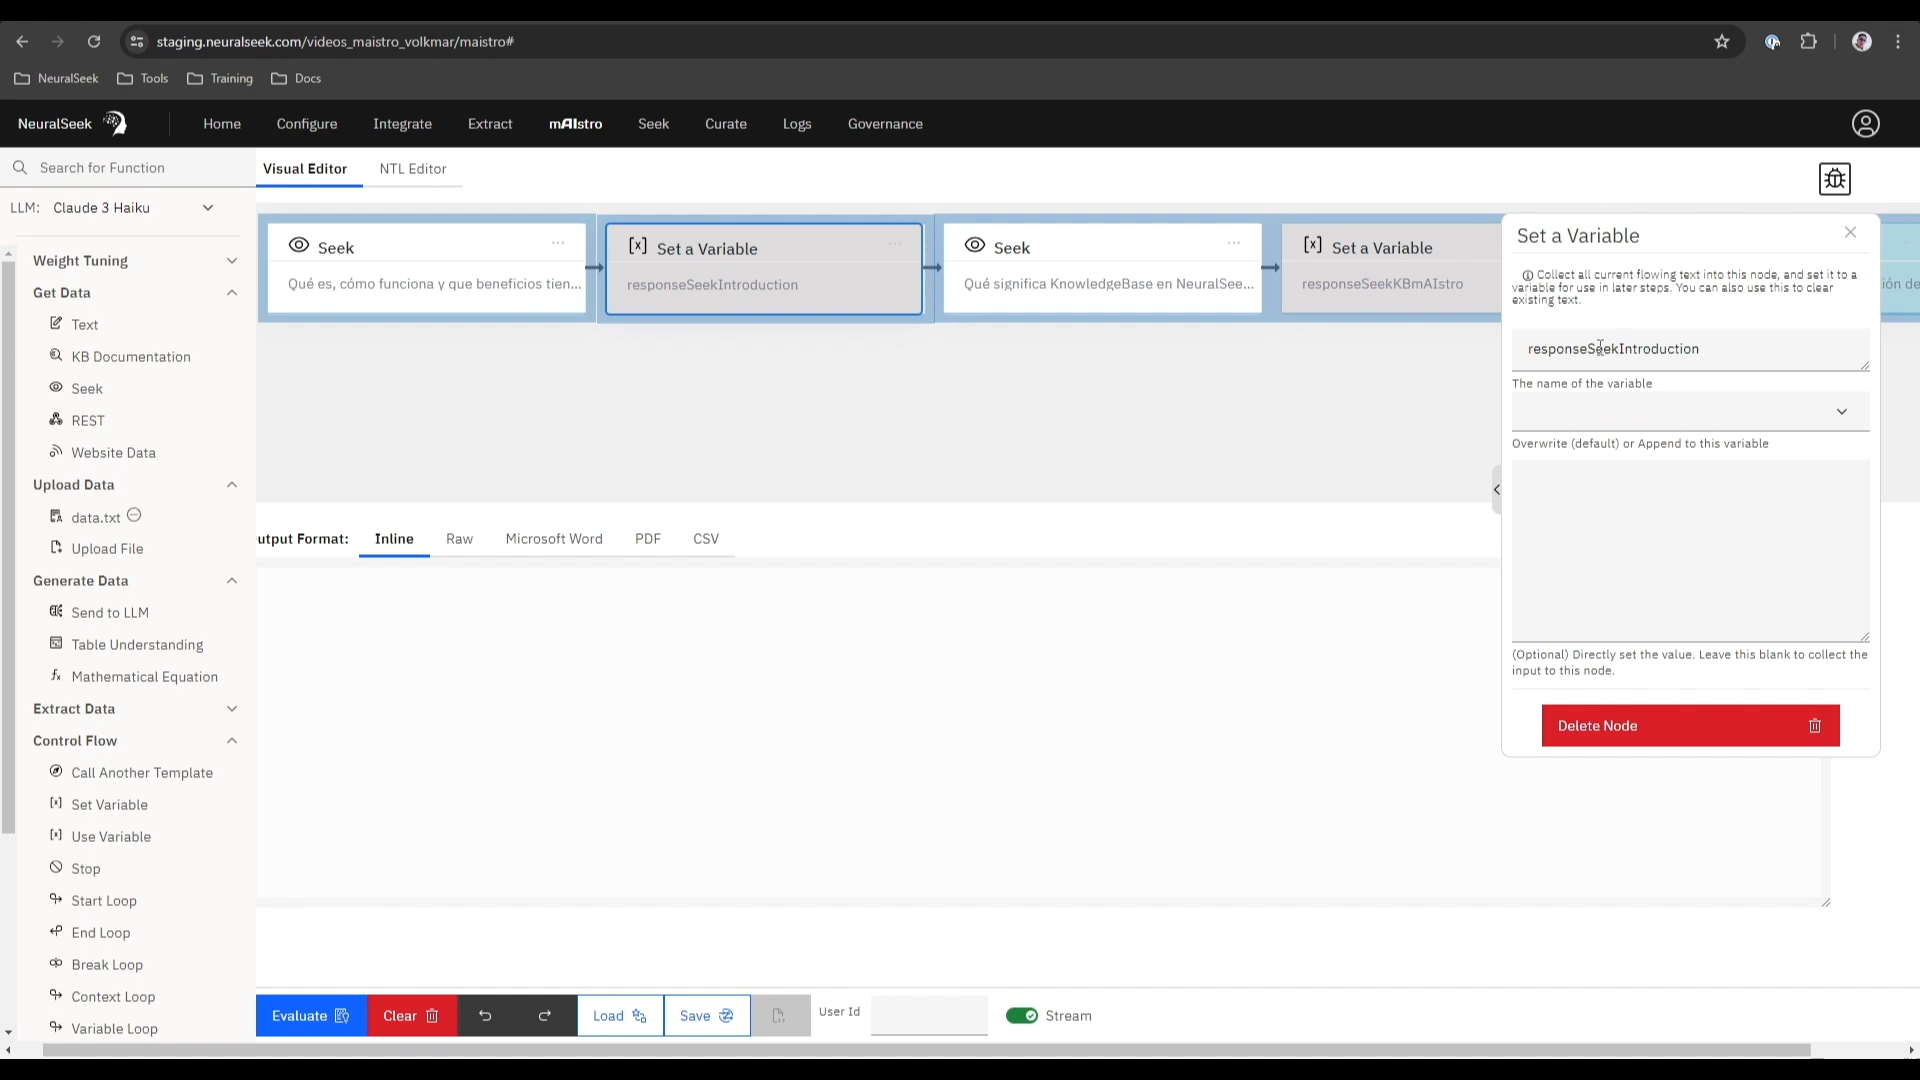 staging.neuralseek.com/videos_maistro_volkmar/maistro#
NeuralSeek Tools Training Docs
NeuralSeek Home Configure Integrate Extract mAIstro Seek Curate Logs Governance
Search for Function
Visual Editor NTL Editor
LLM: Claude 3 Haiku
Weight Tuning
Get Data
Text
KB Documentation
Seek
REST
Website Data
Upload Data
data.txt
Upload File
Generate Data
Send to LLM
Table Understanding
Mathematical Equation
Extract Data
Control Flow
Call Another Template
Set Variable
Use Variable
Stop
Start Loop
End Loop
Break Loop
Context Loop
Variable Loop
Seek
Qué es, cómo funciona y que beneficios tien...
Set a Variable
responseSeekIntroduction
Seek
Qué significa KnowledgeBase en NeuralSee...
Set a Variable
responseSeekKBmAIstro
ión de
Set a Variable
Collect all current flowing text into this node, and set it to a
variable for use in later steps. You can also use this to clear
existing text.
responseSeekIntroduction
The name of the variable
Overwrite (default) or Append to this variable
(Optional) Directly set the value. Leave this blank to collect the
input to this node.
Delete Node
utput Format: Inline Raw Microsoft Word PDF CSV
Evaluate Clear Load Save User Id Stream